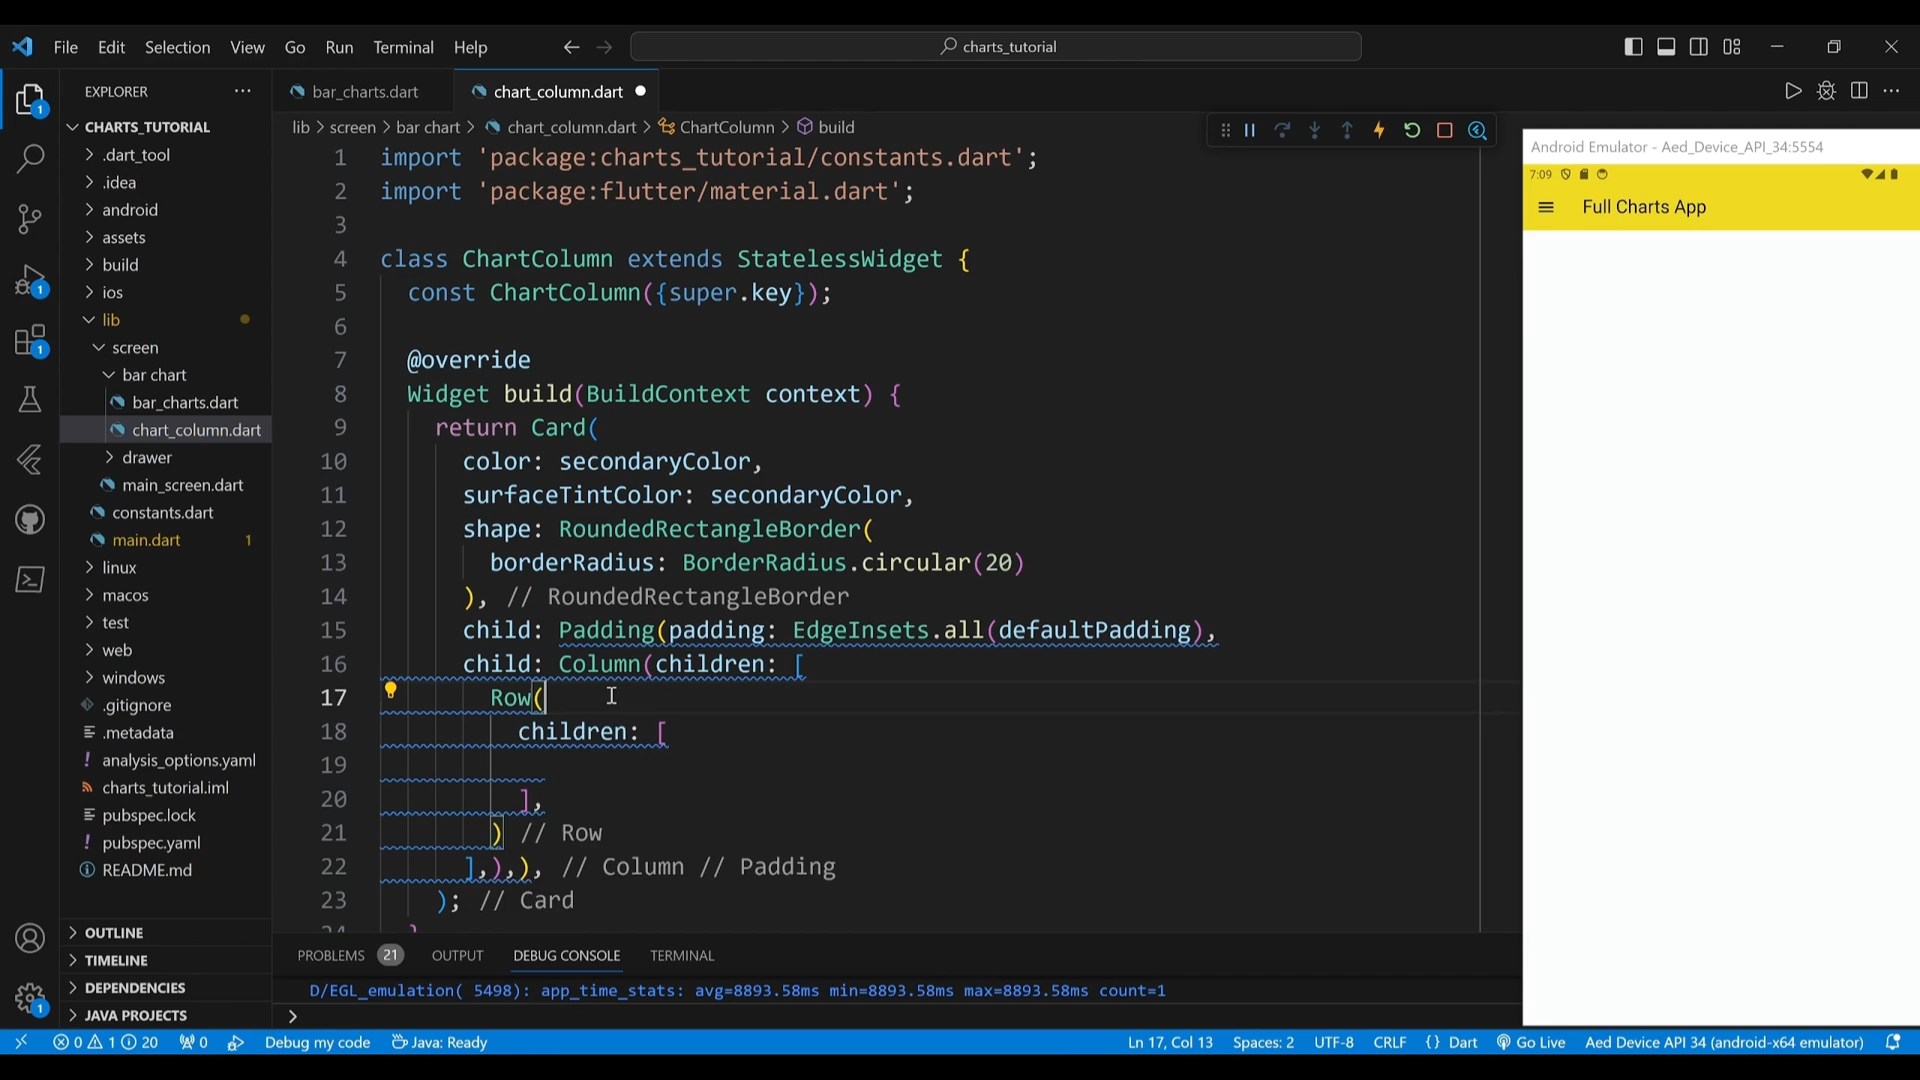 File Edit Selection View Go Run Terminal Help
charts_tutorial
EXPLORER
CHARTS_TUTORIAL
.dart_tool
.idea
android
assets
build
ios
lib
screen
bar chart
bar_charts.dart
chart_column.dart
drawer
main_screen.dart
constants.dart
main.dart 1
linux
macos
test
web
windows
.gitignore
.metadata
analysis_options.yaml
charts_tutorial.iml
pubspec.lock
pubspec.yaml
README.md
OUTLINE
TIMELINE
DEPENDENCIES
JAVA PROJECTS
1
1
1
1
bar_charts.dart chart_column.dart
lib > screen > bar chart > chart_column.dart > ChartColumn > build
1 import 'package:charts_tutorial/constants.dart';
2 import 'package:flutter/material.dart';
3
4 class ChartColumn extends StatelessWidget {
5 const ChartColumn({super.key});
6
7 @override
8 Widget build(BuildContext context) {
9 return Card(
10 color: secondaryColor,
11 surfaceTintColor: secondaryColor,
12 shape: RoundedRectangleBorder(
13 borderRadius: BorderRadius.circular(20)
14 ), // RoundedRectangleBorder
15 child: Padding(padding: EdgeInsets.all(defaultPadding),
16 child: Column(children: [
17 Row(
18 children: [
19
20 ],
21 ) // Row
22 ],),), // Column // Padding
23 ); // Card
24 }
PROBLEMS 21 OUTPUT DEBUG CONSOLE TERMINAL
D/EGL_emulation( 5498): app_time_stats: avg=8893.58ms min=8893.58ms max=8893.58ms count=1
Android Emulator - Aed_Device_API_34:5554
7:09
Full Charts App
0 1 20 0 Debug my code Java: Ready Ln 17, Col 13 Spaces: 2 UTF-8 CRLF {} Dart Go Live Aed Device API 34 (android-x64 emulator)